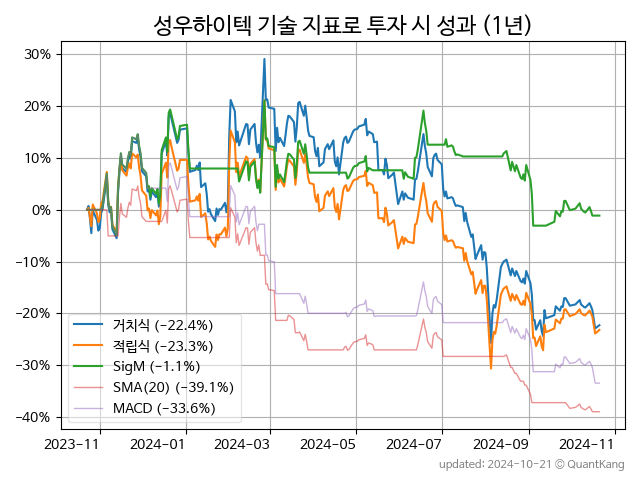 성우하이텍 기술 지표로 투자 시 성과 (1년)
30%
20%
10%
0%
−10%
−20%
−30%
−40%
거치식 (−22.4%)
적립식 (−23.3%)
SigM (−1.1%)
SMA(20) (−39.1%)
MACD (−33.6%)
2023−11 2024−01 2024−03 2024−05 2024−07 2024−09 2024−11
updated: 2024-10-21 © QuantKang